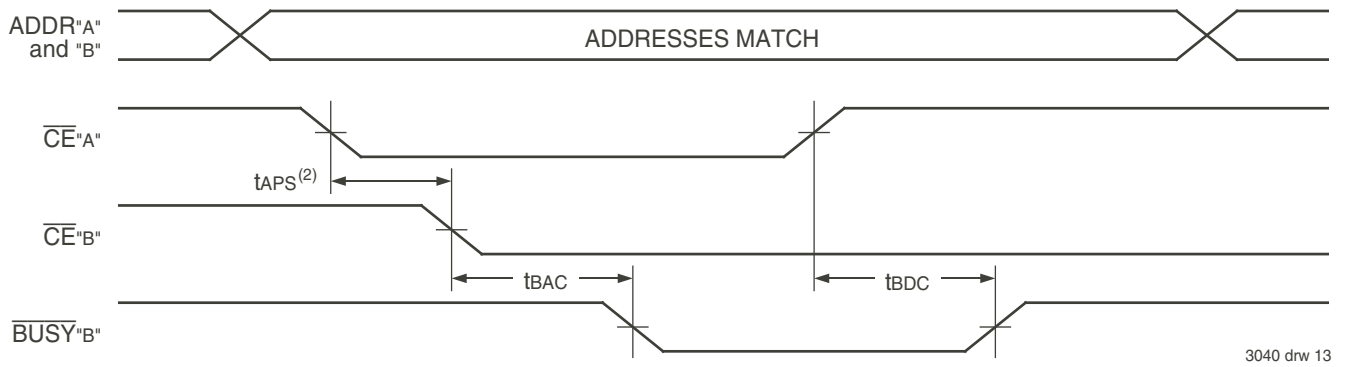 ADDR"A"
and "B"
ADDRESSES MATCH
CE"A"
tAPS(2)
CE"B"
tBAC
tBDC
BUSY"B"
3040 drw 13